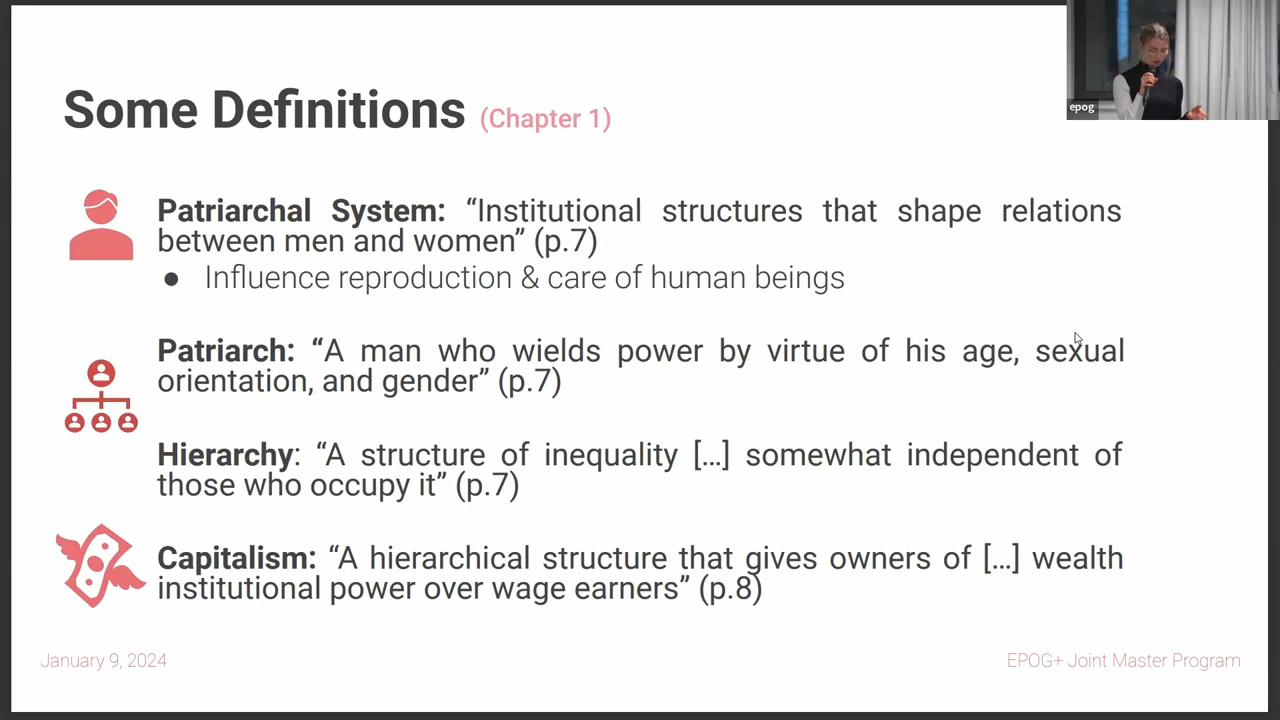 Some Definitions (Chapter 1)
epog
Patriarchal System: “Institutional structures that shape relations
between men and women” (p.7)
● Influence reproduction & care of human beings
Patriarch: “A man who wields power by virtue of his age, sexual
orientation, and gender” (p.7)
Hierarchy: “A structure of inequality [...] somewhat independent of
those who occupy it” (p.7)
Capitalism: “A hierarchical structure that gives owners of [...] wealth
institutional power over wage earners” (p.8)
January 9, 2024
EPOG+ Joint Master Program